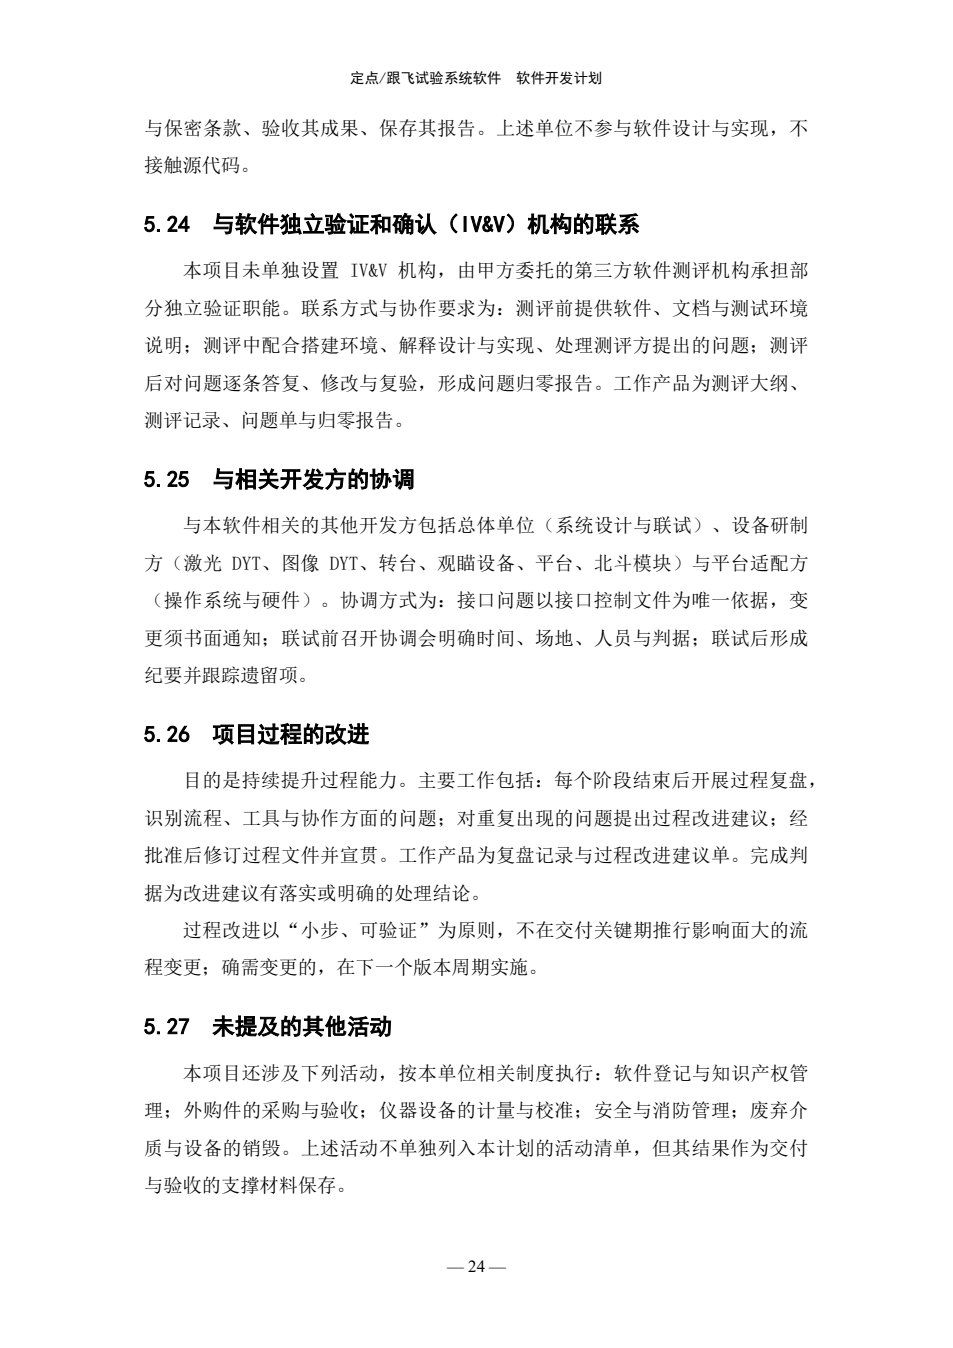 定点/跟飞试验系统软件　软件开发计划
与保密条款、验收其成果、保存其报告。上述单位不参与软件设计与实现，不
接触源代码。
5.24　与软件独立验证和确认（IV&V）机构的联系
本项目未单独设置 IV&V 机构，由甲方委托的第三方软件测评机构承担部
分独立验证职能。联系方式与协作要求为：测评前提供软件、文档与测试环境
说明；测评中配合搭建环境、解释设计与实现、处理测评方提出的问题；测评
后对问题逐条答复、修改与复验，形成问题归零报告。工作产品为测评大纲、
测评记录、问题单与归零报告。
5.25　与相关开发方的协调
与本软件相关的其他开发方包括总体单位（系统设计与联试）、设备研制
方（激光 DYT、图像 DYT、转台、观瞄设备、平台、北斗模块）与平台适配方
（操作系统与硬件）。协调方式为：接口问题以接口控制文件为唯一依据，变
更须书面通知；联试前召开协调会明确时间、场地、人员与判据；联试后形成
纪要并跟踪遗留项。
5.26　项目过程的改进
目的是持续提升过程能力。主要工作包括：每个阶段结束后开展过程复盘，
识别流程、工具与协作方面的问题；对重复出现的问题提出过程改进建议；经
批准后修订过程文件并宣贯。工作产品为复盘记录与过程改进建议单。完成判
据为改进建议有落实或明确的处理结论。
过程改进以“小步、可验证”为原则，不在交付关键期推行影响面大的流
程变更；确需变更的，在下一个版本周期实施。
5.27　未提及的其他活动
本项目还涉及下列活动，按本单位相关制度执行：软件登记与知识产权管
理；外购件的采购与验收；仪器设备的计量与校准；安全与消防管理；废弃介
质与设备的销毁。上述活动不单独列入本计划的活动清单，但其结果作为交付
与验收的支撑材料保存。
— 24 —